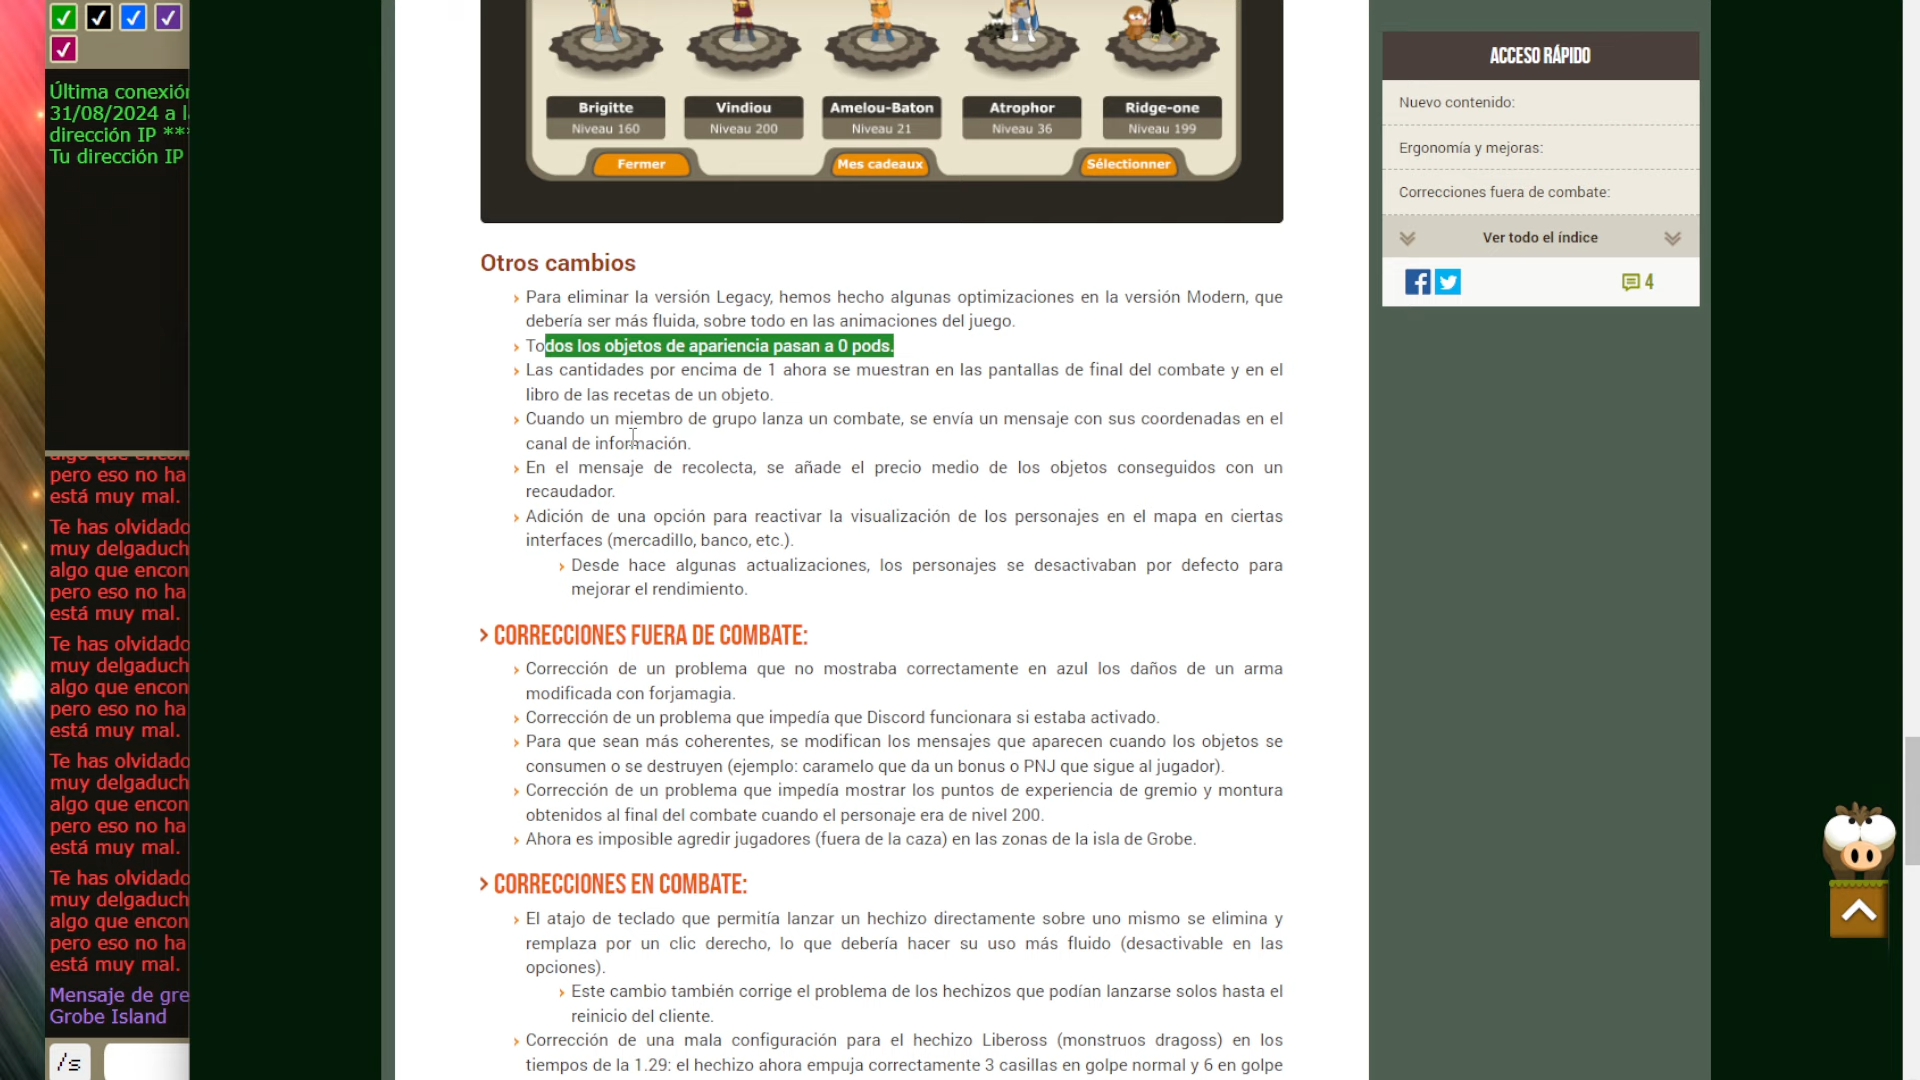 Última conexión
31/08/2024 a l
dirección IP ***
Tu dirección IP
pero eso no ha
está muy mal.
Te has olvidado
muy delgaduch
algo que encon
pero eso no ha
está muy mal.
Te has olvidado
muy delgaduch
algo que encon
pero eso no ha
está muy mal.
Te has olvidado
muy delgaduch
algo que encon
pero eso no ha
está muy mal.
Te has olvidado
muy delgaduch
algo que encon
pero eso no ha
está muy mal.
Mensaje de gre
Grobe Island
/s
Brigitte
Niveau 160
Vindiou
Niveau 200
Amelou-Baton
Niveau 21
Atrophor
Niveau 36
Ridge-one
Niveau 199
Fermer
Mes cadeaux
Sélectionner
Otros cambios
Para eliminar la versión Legacy, hemos hecho algunas optimizaciones en la versión Modern, que
debería ser más fluida, sobre todo en las animaciones del juego.
Todos los objetos de apariencia pasan a 0 pods.
Las cantidades por encima de 1 ahora se muestran en las pantallas de final del combate y en el
libro de las recetas de un objeto.
Cuando un miembro de grupo lanza un combate, se envía un mensaje con sus coordenadas en el
canal de información.
En el mensaje de recolecta, se añade el precio medio de los objetos conseguidos con un
recaudador.
Adición de una opción para reactivar la visualización de los personajes en el mapa en ciertas
interfaces (mercadillo, banco, etc.).
Desde hace algunas actualizaciones, los personajes se desactivaban por defecto para
mejorar el rendimiento.
CORRECCIONES FUERA DE COMBATE:
Corrección de un problema que no mostraba correctamente en azul los daños de un arma
modificada con forjamagia.
Corrección de un problema que impedía que Discord funcionara si estaba activado.
Para que sean más coherentes, se modifican los mensajes que aparecen cuando los objetos se
consumen o se destruyen (ejemplo: caramelo que da un bonus o PNJ que sigue al jugador).
Corrección de un problema que impedía mostrar los puntos de experiencia de gremio y montura
obtenidos al final del combate cuando el personaje era de nivel 200.
Ahora es imposible agredir jugadores (fuera de la caza) en las zonas de la isla de Grobe.
CORRECCIONES EN COMBATE:
El atajo de teclado que permitía lanzar un hechizo directamente sobre uno mismo se elimina y
remplaza por un clic derecho, lo que debería hacer su uso más fluido (desactivable en las
opciones).
Este cambio también corrige el problema de los hechizos que podían lanzarse solos hasta el
reinicio del cliente.
Corrección de una mala configuración para el hechizo Libeross (monstruos dragoss) en los
tiempos de la 1.29: el hechizo ahora empuja correctamente 3 casillas en golpe normal y 6 en golpe
ACCESO RÁPIDO
Nuevo contenido:
Ergonomía y mejoras:
Correcciones fuera de combate:
Ver todo el índice
4